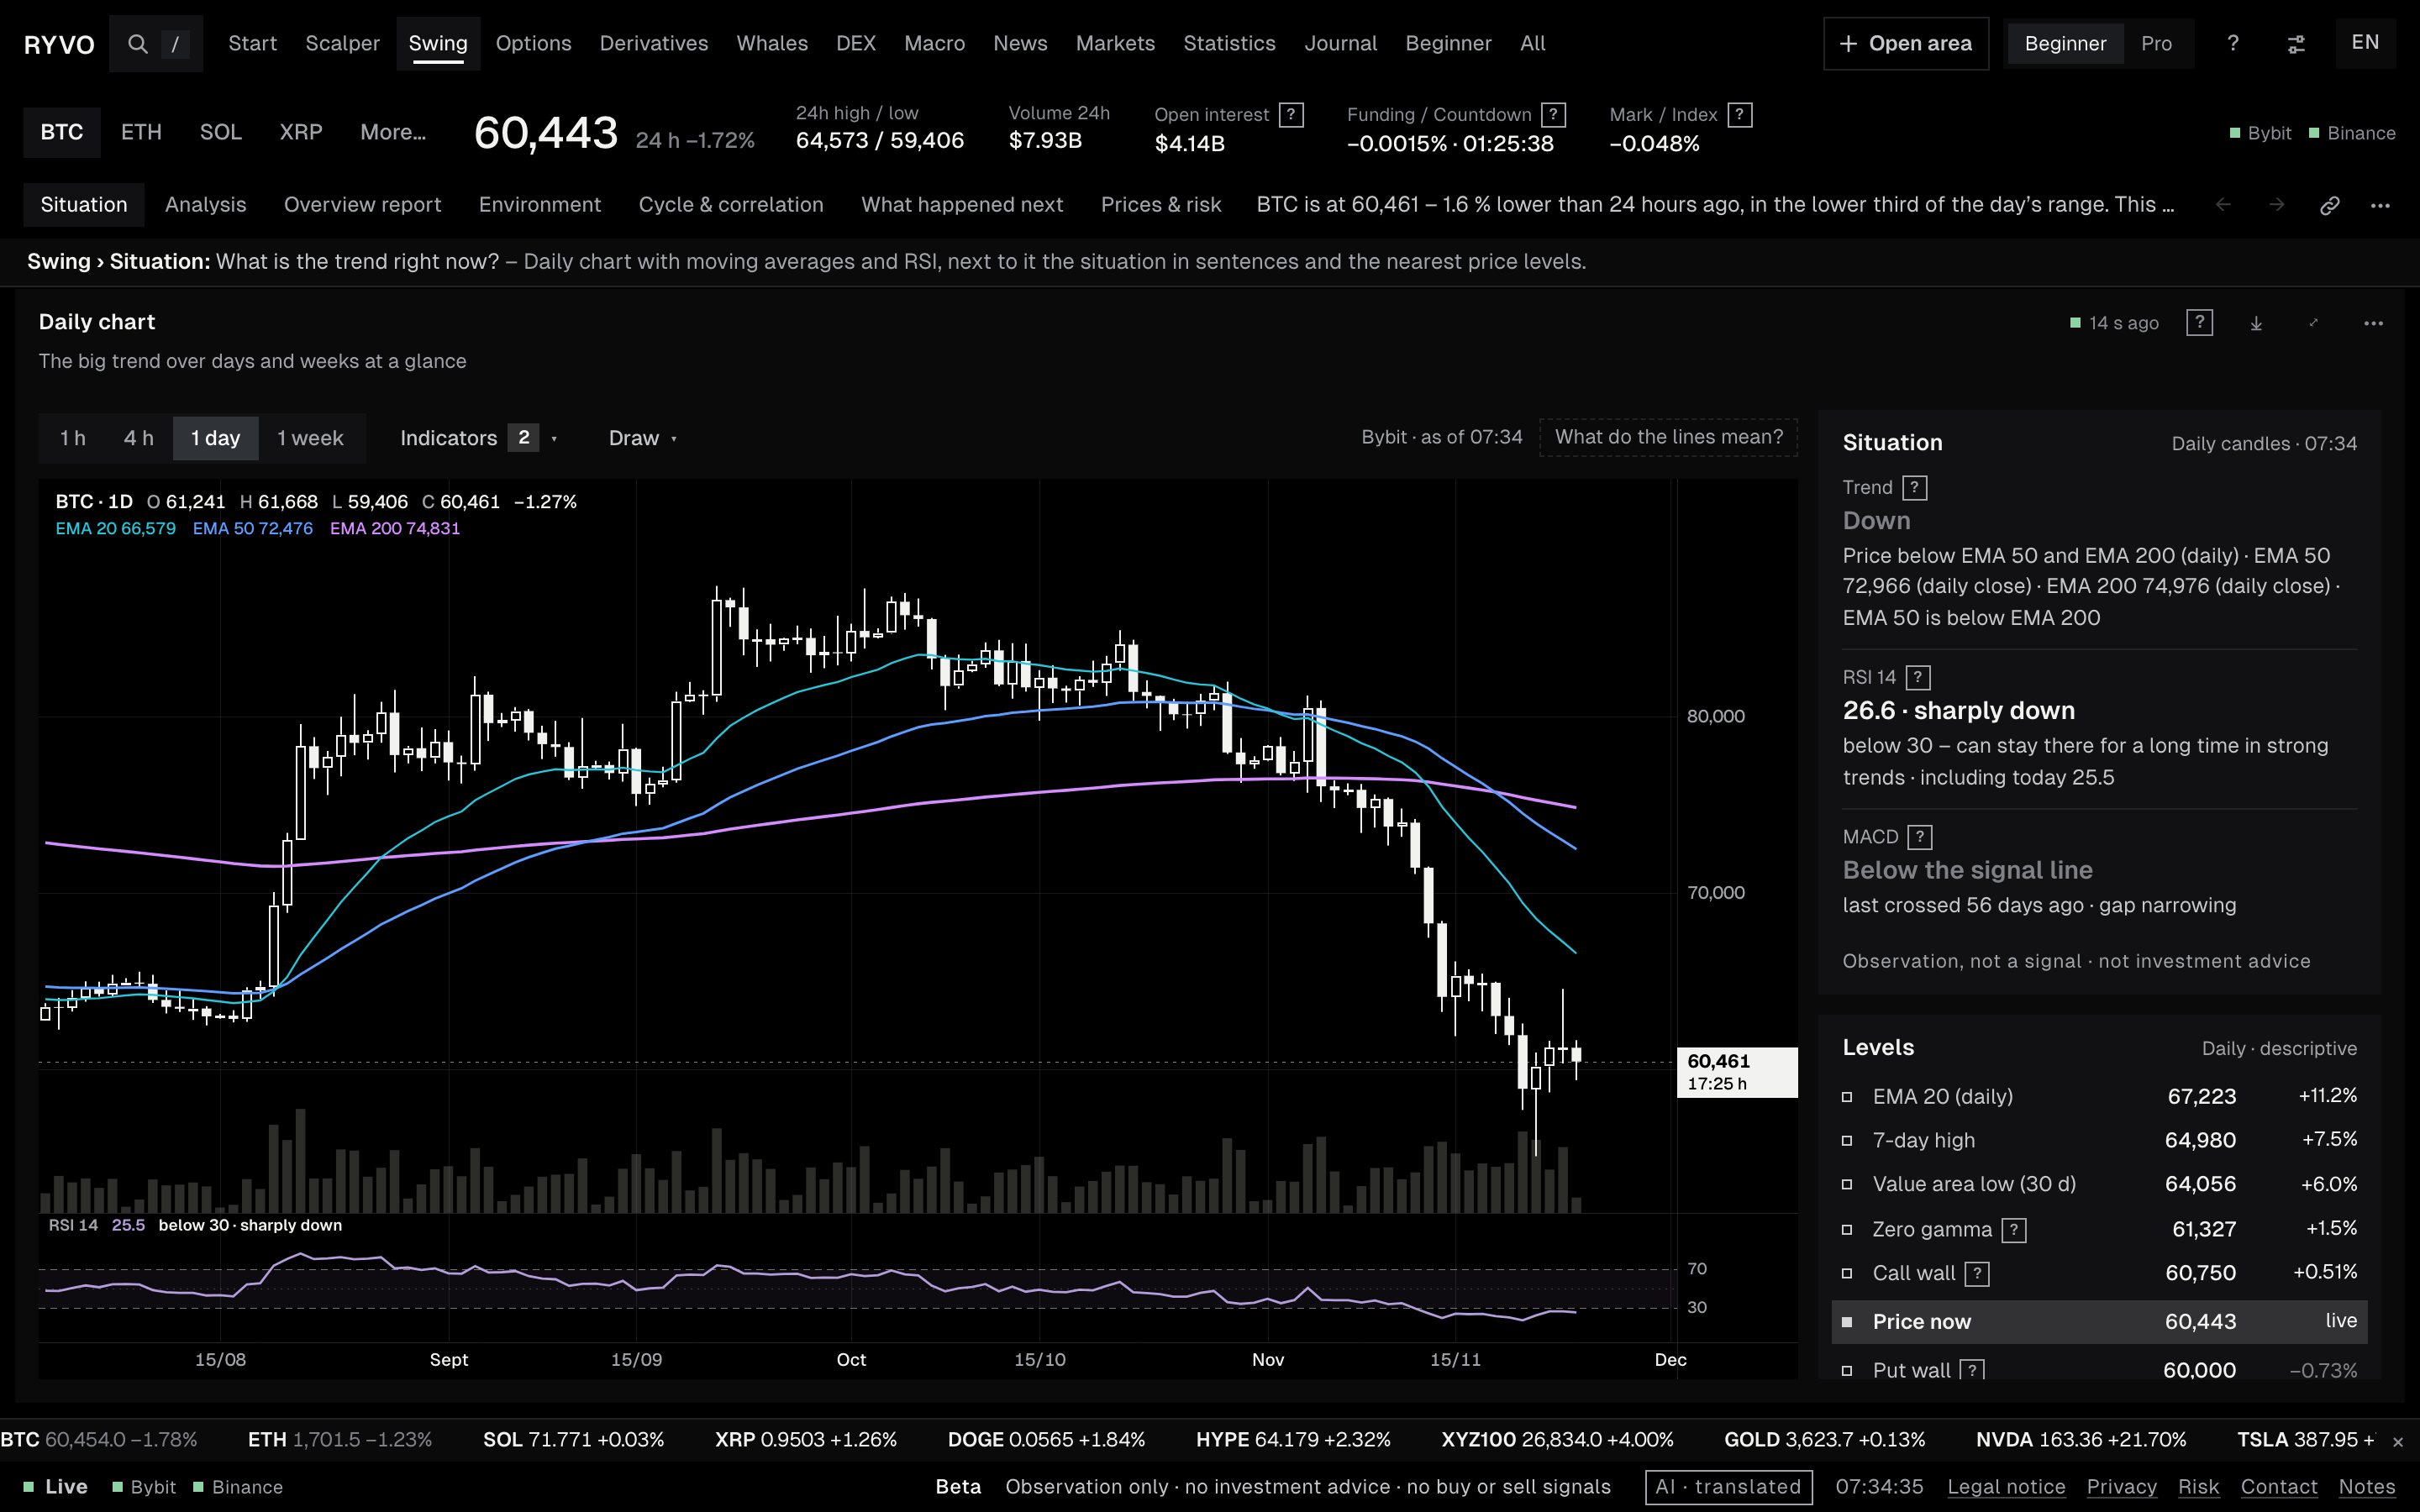 RYVO / Start Scalper Swing Options Derivatives Whales DEX Macro News Markets Statistics Journal Beginner All + Open area Beginner Pro ? EN
BTC ETH SOL XRP More… 60,443 24 h −1.72%
24h high / low
64,573 / 59,406
Volume 24h
$7.93B
Open interest ?
$4.14B
Funding / Countdown ?
−0.0015% · 01:25:38
Mark / Index ?
−0.048%
Bybit Binance
Situation Analysis Overview report Environment Cycle & correlation What happened next Prices & risk BTC is at 60,461 – 1.6 % lower than 24 hours ago, in the lower third of the day’s range. This …
Swing › Situation: What is the trend right now? – Daily chart with moving averages and RSI, next to it the situation in sentences and the nearest price levels.
Daily chart
14 s ago ?
The big trend over days and weeks at a glance
1 h 4 h 1 day 1 week Indicators 2 Draw Bybit · as of 07:34 What do the lines mean?
BTC · 1D O 61,241 H 61,668 L 59,406 C 60,461 −1.27%
EMA 20 66,579 EMA 50 72,476 EMA 200 74,831
80,000
70,000
60,461
17:25 h
RSI 14 25.5 below 30 · sharply down
70
30
15/08 Sept 15/09 Oct 15/10 Nov 15/11 Dec
Situation Daily candles · 07:34
Trend ?
Down
Price below EMA 50 and EMA 200 (daily) · EMA 50
72,966 (daily close) · EMA 200 74,976 (daily close) ·
EMA 50 is below EMA 200
RSI 14 ?
26.6 · sharply down
below 30 – can stay there for a long time in strong
trends · including today 25.5
MACD ?
Below the signal line
last crossed 56 days ago · gap narrowing
Observation, not a signal · not investment advice
Levels Daily · descriptive
EMA 20 (daily) 67,223 +11.2%
7-day high 64,980 +7.5%
Value area low (30 d) 64,056 +6.0%
Zero gamma ? 61,327 +1.5%
Call wall ? 60,750 +0.51%
Price now 60,443 live
Put wall ? 60,000 −0.73%
BTC 60,454.0 −1.78% ETH 1,701.5 −1.23% SOL 71.771 +0.03% XRP 0.9503 +1.26% DOGE 0.0565 +1.84% HYPE 64.179 +2.32% XYZ100 26,834.0 +4.00% GOLD 3,623.7 +0.13% NVDA 163.36 +21.70% TSLA 387.95 + ×
Live Bybit Binance Beta Observation only · no investment advice · no buy or sell signals AI · translated 07:34:35 Legal notice Privacy Risk Contact Notes